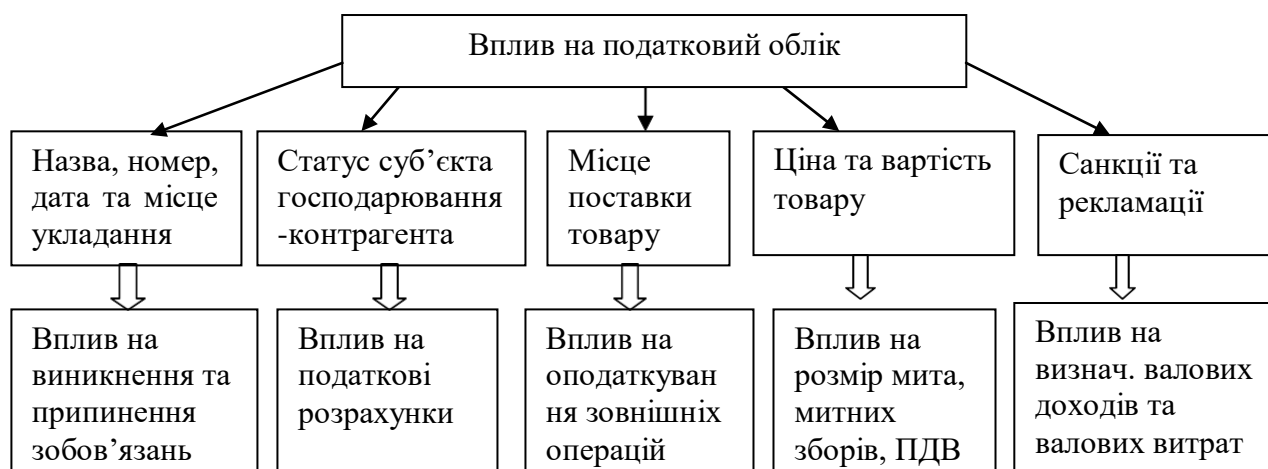 Вплив на податковий облік
Назва, номер,
дата та місце
укладання
Статус суб’єкта
господарювання
-контрагента
Місце
поставки
товару
Ціна та вартість
товару
Санкції та
рекламації
Вплив на
виникнення та
припинення
зобов’язань
Вплив на
податкові
розрахунки
Вплив на
оподаткуван
ня зовнішніх
операцій
Вплив на
розмір мита,
митних
зборів, ПДВ
Вплив на
визнач. валових
доходів та
валових витрат